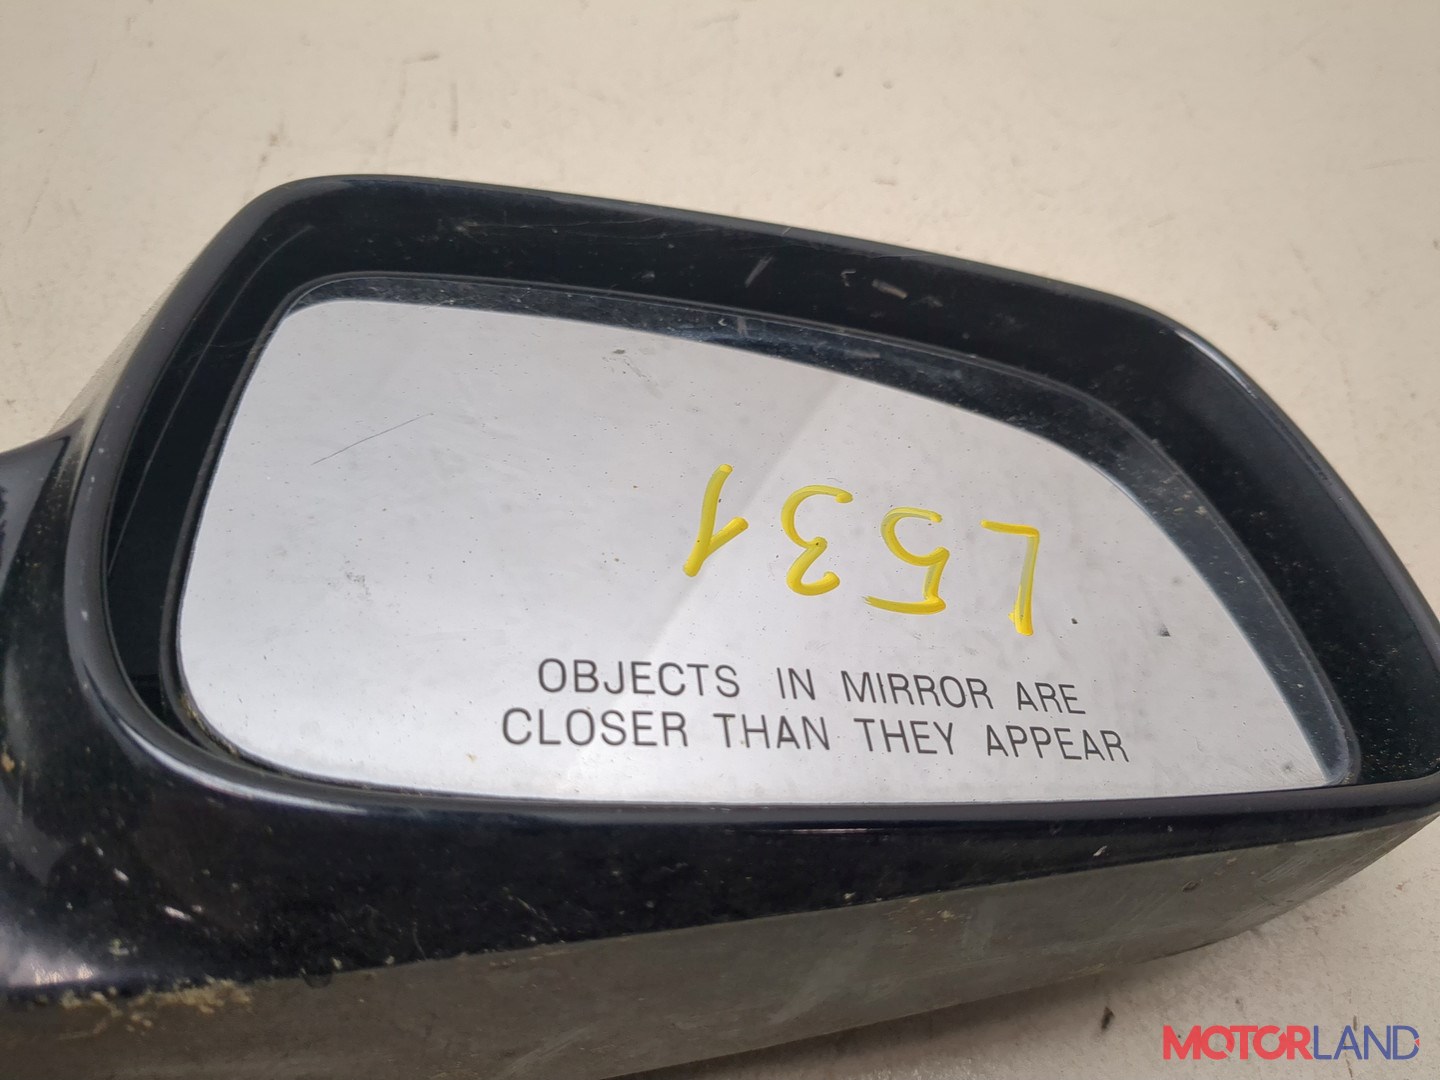 L531
OBJECTS IN MIRROR ARE
CLOSER THAN THEY APPEAR
MOTORLAND